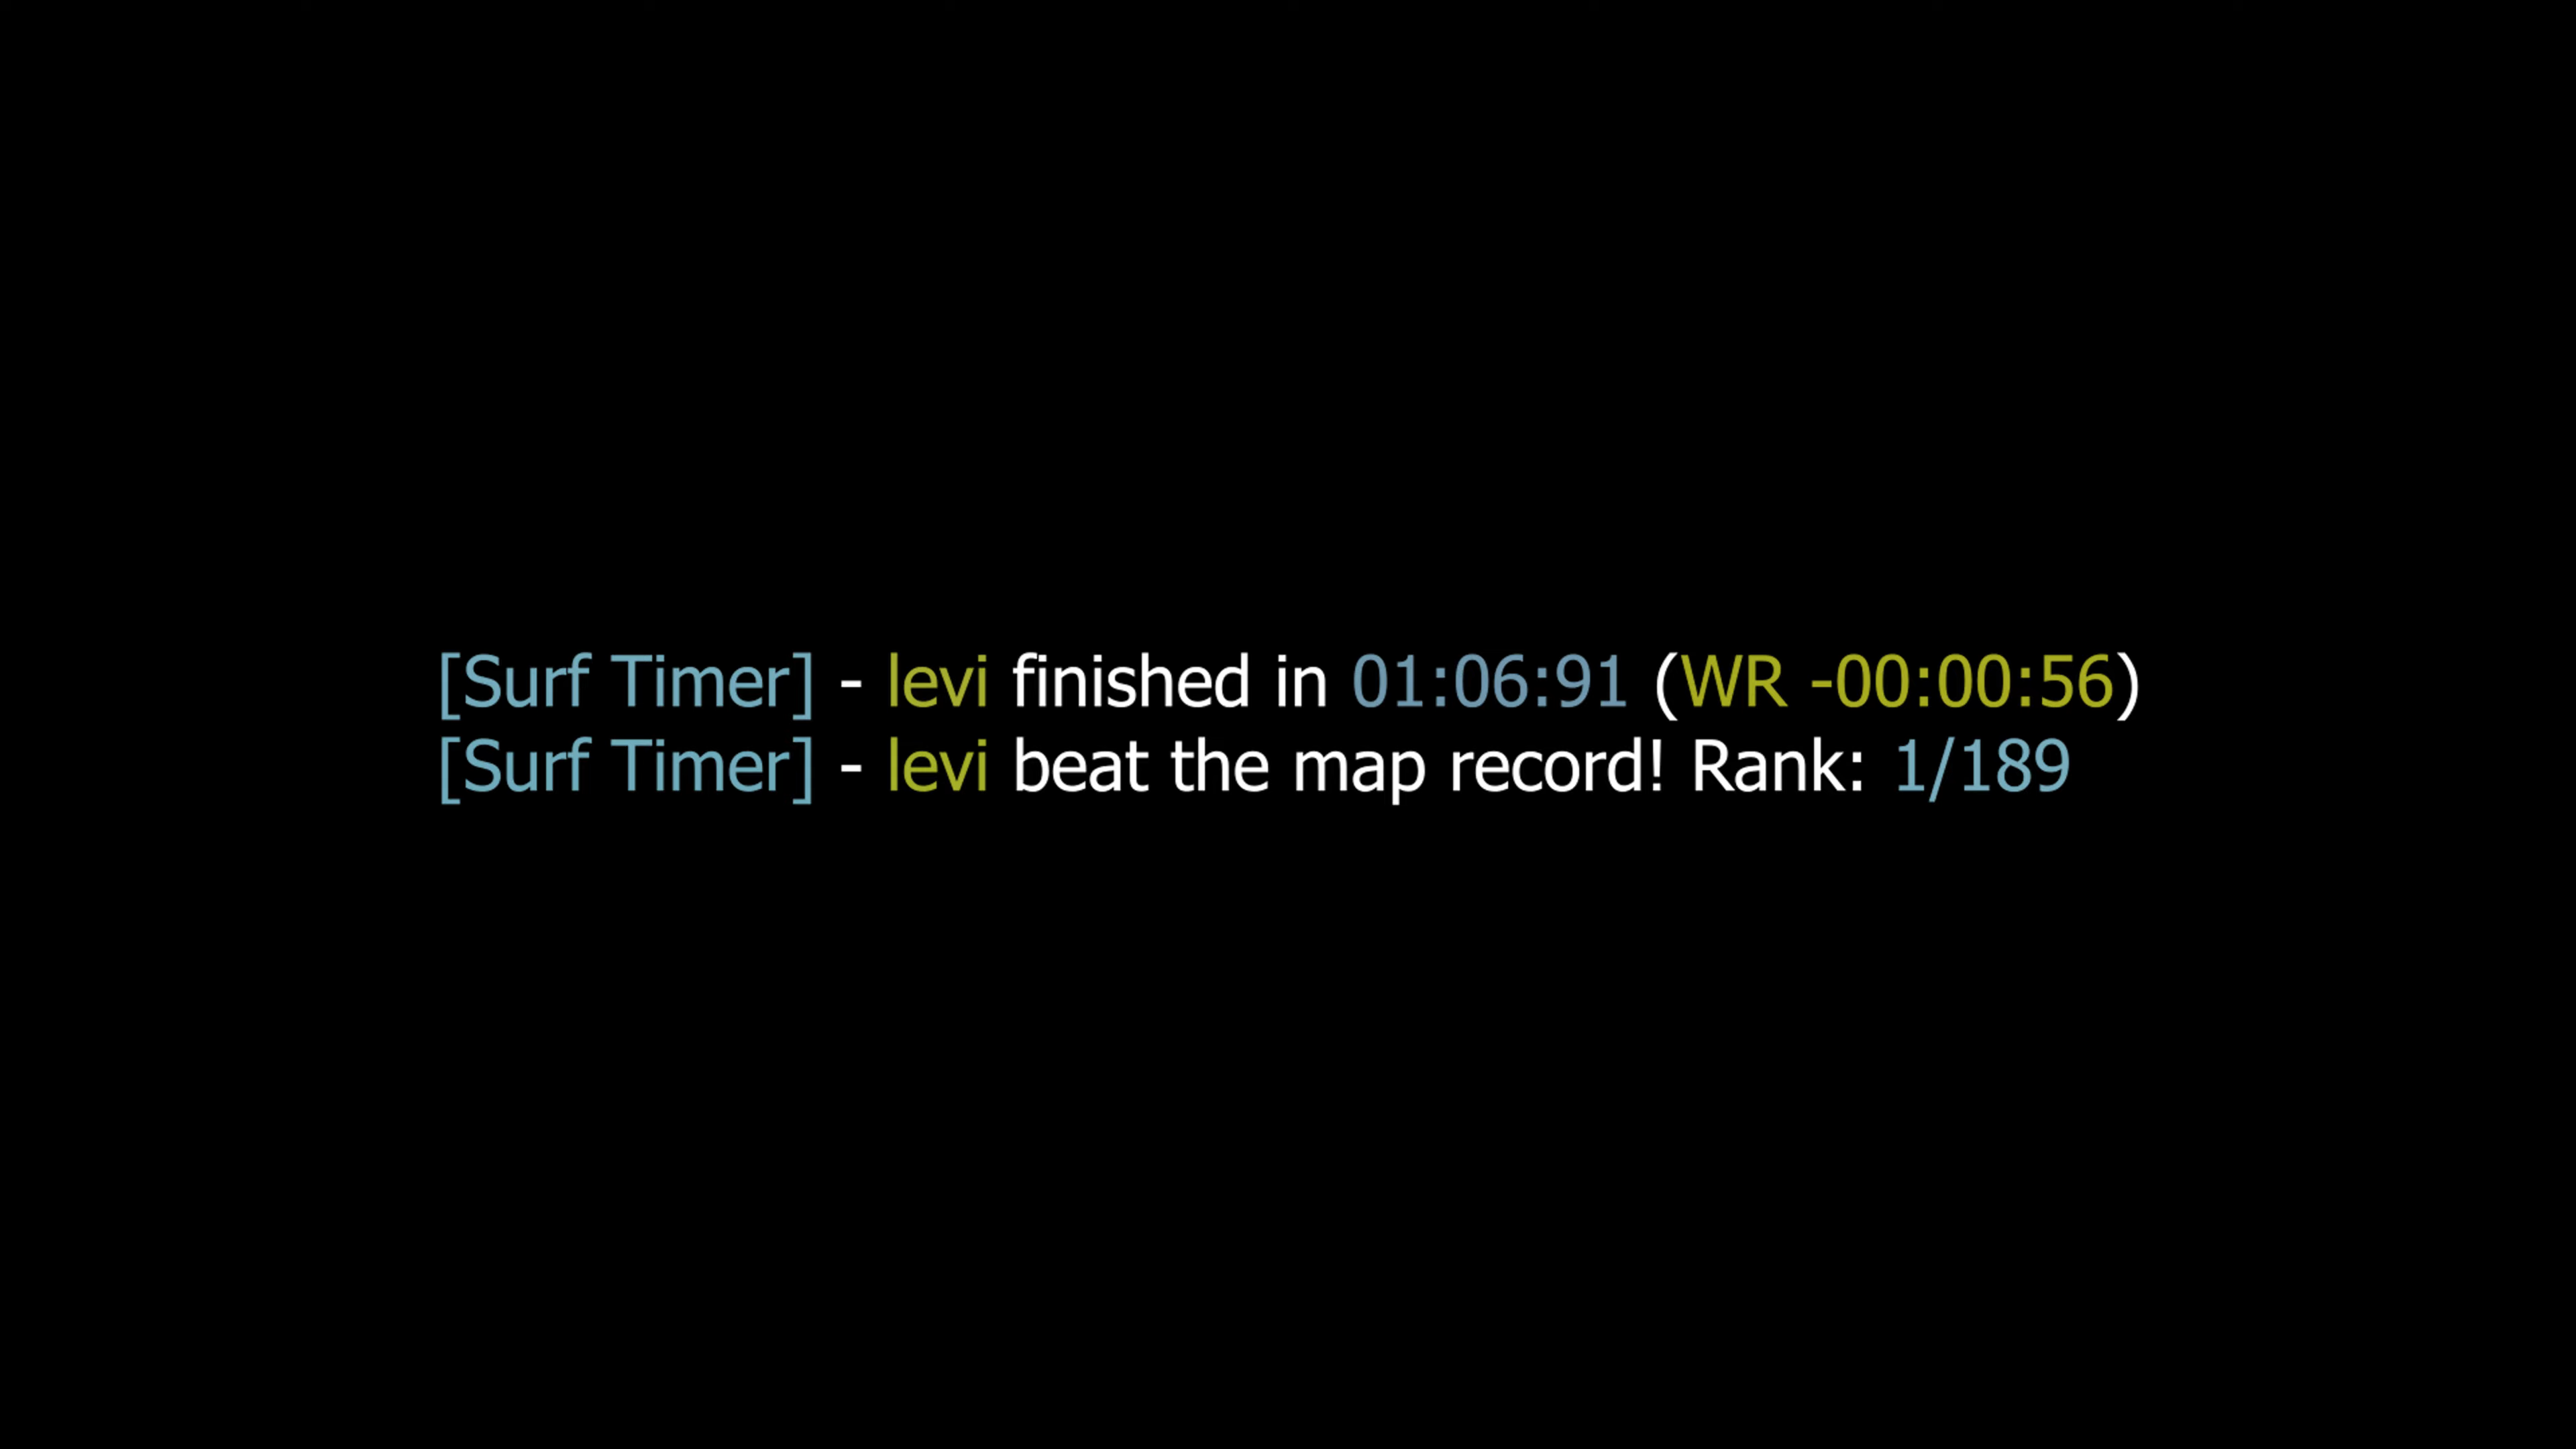 [Surf Timer] - levi finished in 01:06:91 (WR -00:00:56)
[Surf Timer] - levi beat the map record! Rank: 1/189